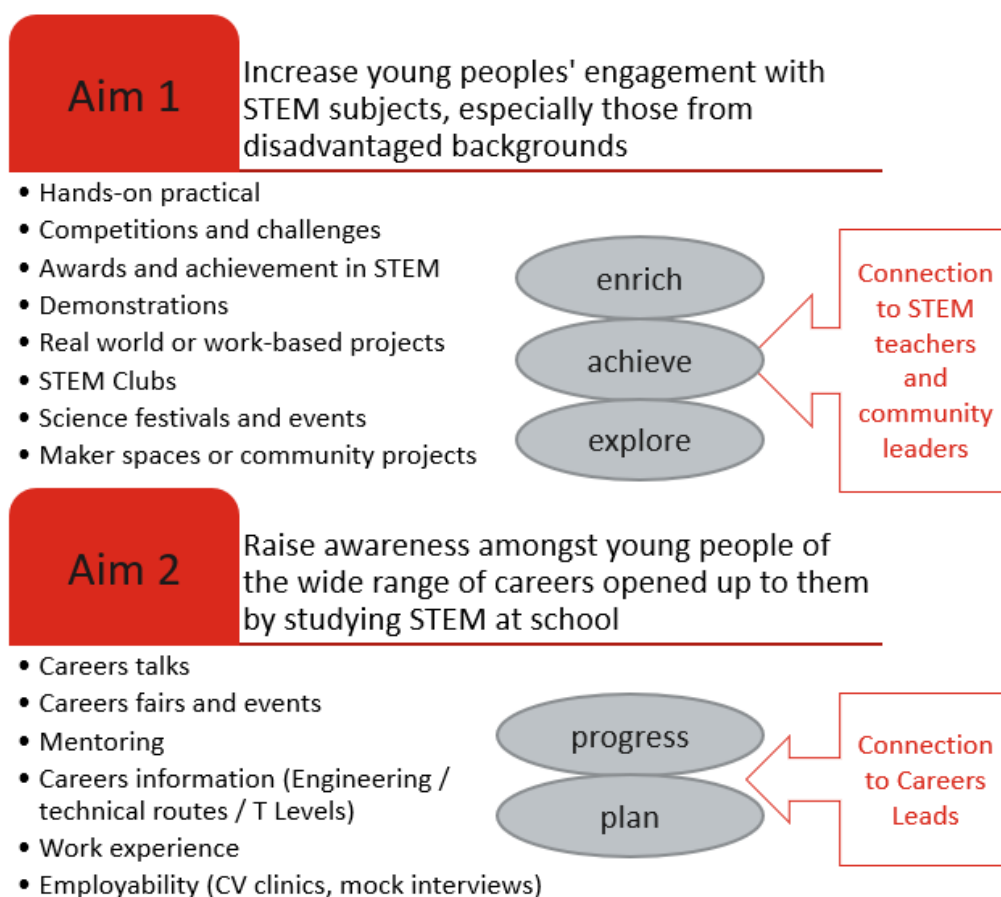 Aim 1
Increase young peoples' engagement with
STEM subjects, especially those from
disadvantaged backgrounds
• Hands-on practical
• Competitions and challenges
• Awards and achievement in STEM
• Demonstrations
• Real world or work-based projects
• STEM Clubs
• Science festivals and events
• Maker spaces or community projects
enrich
achieve
explore
Connection
to STEM
teachers
and
community
leaders
Aim 2
Raise awareness amongst young people of
the wide range of careers opened up to them
by studying STEM at school
• Careers talks
• Careers fairs and events
• Mentoring
• Careers information (Engineering /
technical routes / T Levels)
• Work experience
• Employability (CV clinics, mock interviews)
progress
plan
Connection
to Careers
Leads